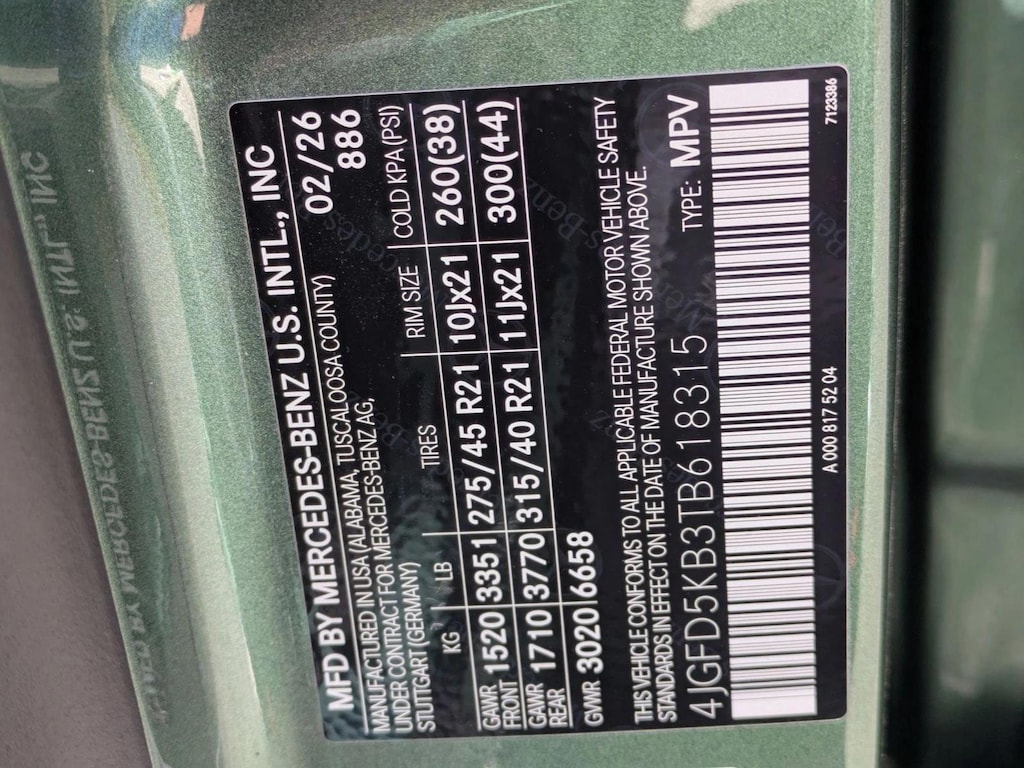 MFD BY MERCEDES-BENZ U.S. INTL., INC
MANUFACTURED IN USA (ALABAMA, TUSCALOOSA COUNTY) 02/26
UNDER CONTRACT FOR MERCEDES-BENZ AG, 886
STUTTGART (GERMANY)
KG LB TIRES RIM SIZE COLD KPA (PSI)
GAWR FRONT 1520 3351 275/45 R21 10Jx21 260(38)
GAWR REAR 1710 3770 315/40 R21 11Jx21 300(44)
GVWR 3020 6658
THIS VEHICLE CONFORMS TO ALL APPLICABLE FEDERAL MOTOR VEHICLE SAFETY
STANDARDS IN EFFECT ON THE DATE OF MANUFACTURE SHOWN ABOVE.
4JGFD5KB3TB618315 TYPE: MPV
A 000 817 52 04 7123386